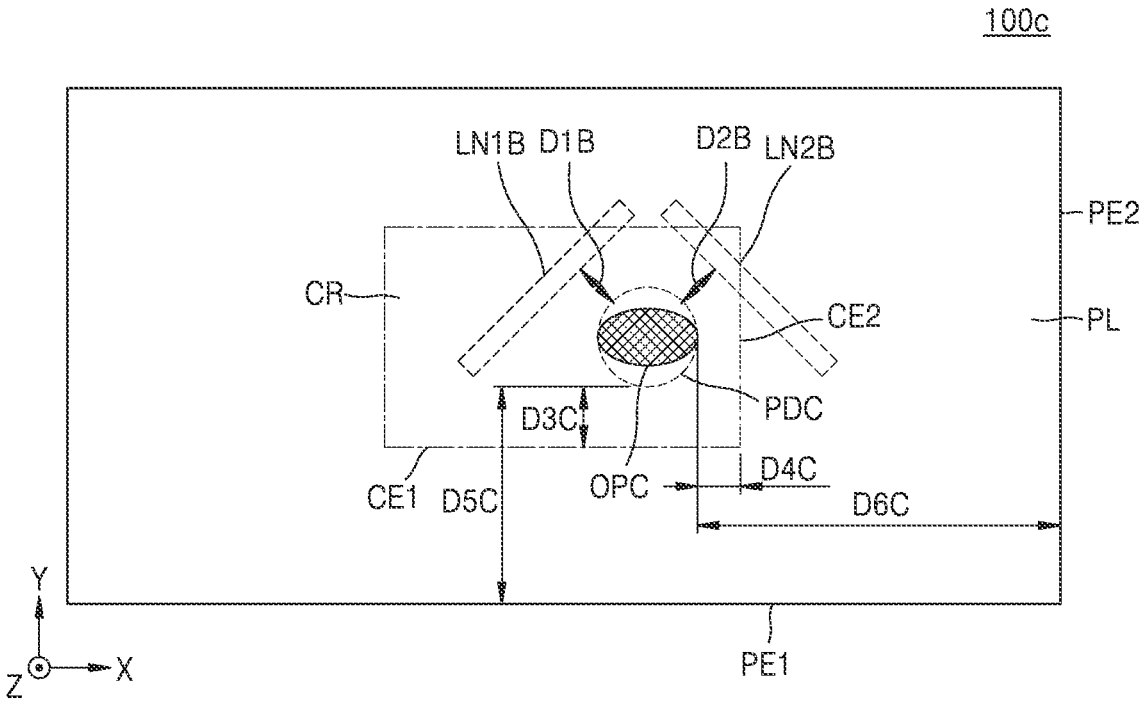 100c
LN1B D1B D2B LN2B
PE2
CR
CE2 PL
PDC
D3C
OPC D4C
CE1 D5C
D6C
Y
X
Z
PE1